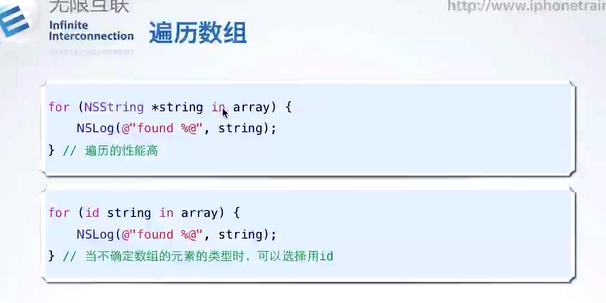 无限互联
http://www.iphonetrain
Infinite
Interconnection
遍历数组
for (NSString *string in array) {
NSLog(@"found %@", string);
} // 遍历的性能高
for (id string in array) {
NSLog(@"found %@", string);
} // 当不确定数组的元素的类型时，可以选择用id